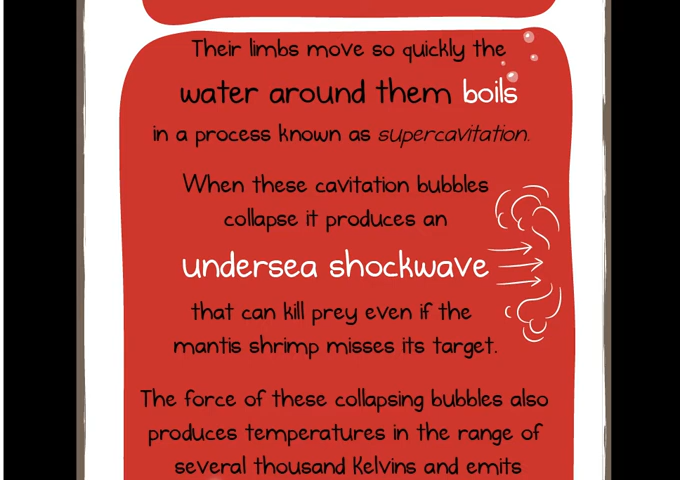 Their limbs move so quickly the
water around them boils
in a process known as supercavitation.
When these cavitation bubbles
collapse it produces an
undersea shockwave
that can kill prey even if the
mantis shrimp misses its target.
The force of these collapsing bubbles also
produces temperatures in the range of
several thousand Kelvins and emits